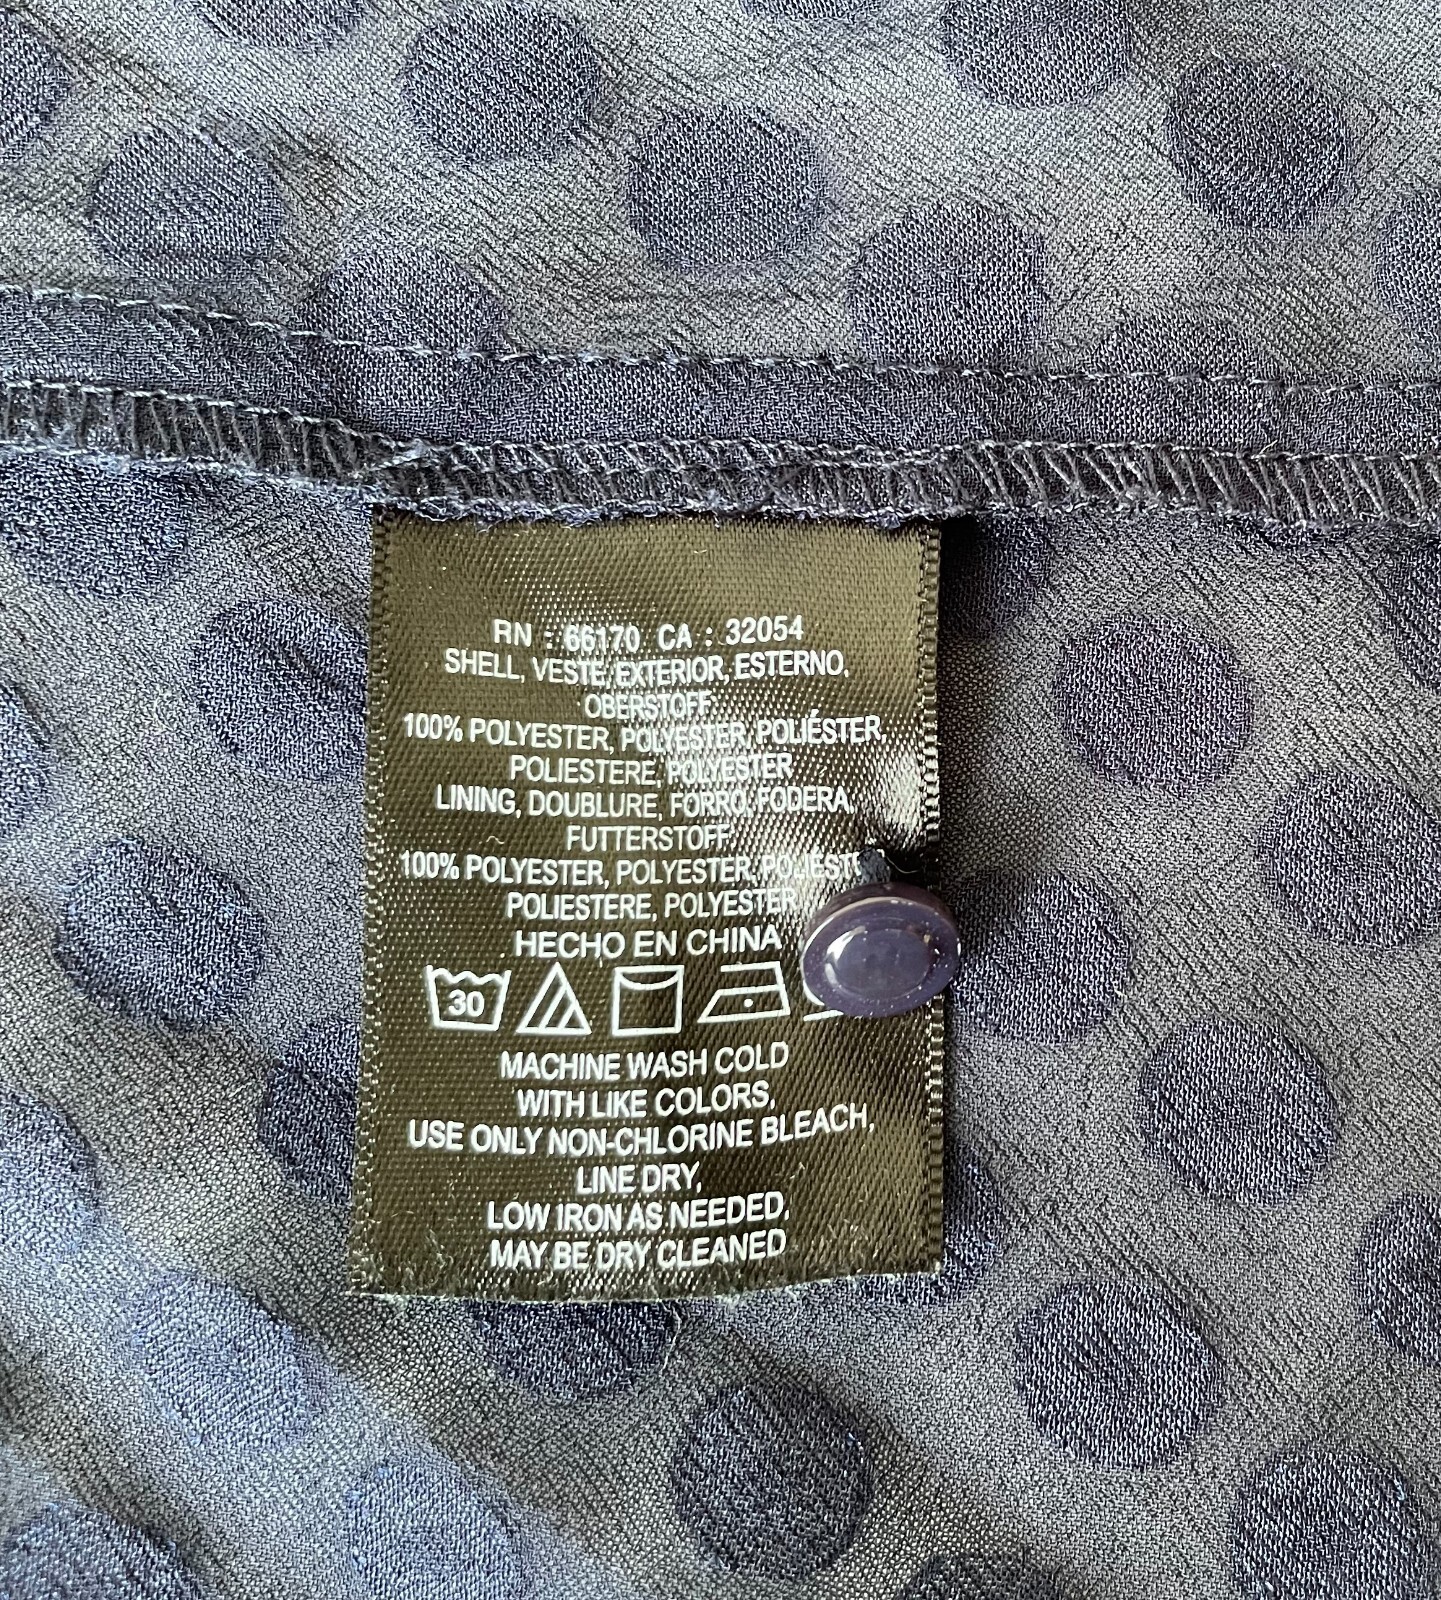 RN : 66170 CA : 32054
SHELL, VESTE, EXTERIOR, ESTERNO,
OBERSTOFF:
100% POLYESTER, POLYESTER, POLIÉSTER,
POLIESTERE, POLYESTER
LINING, DOUBLURE, FORRO, FODERA,
FUTTERSTOFF:
100% POLYESTER, POLYESTER,
POLIESTERE, POLYESTER
HECHO EN CHINA
30
MACHINE WASH COLD
WITH LIKE COLORS,
USE ONLY NON-CHLORINE BLEACH,
LINE DRY,
LOW IRON AS NEEDED,
MAY BE DRY CLEANED